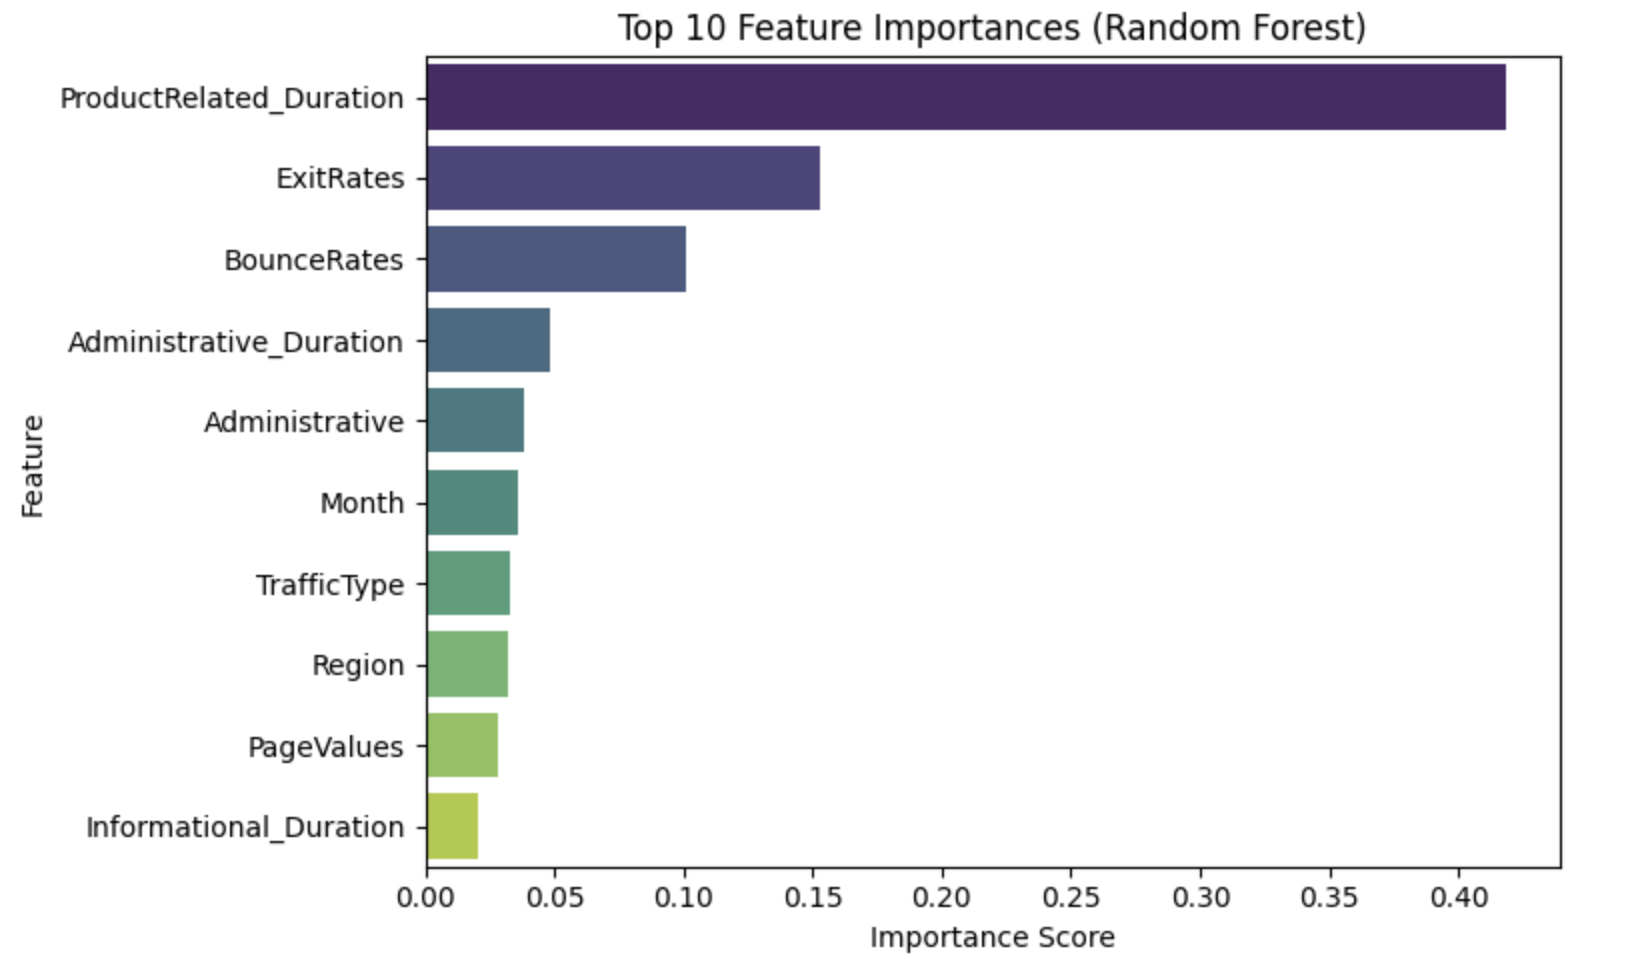 Top 10 Feature Importances (Random Forest)
ProductRelated_Duration
ExitRates
BounceRates
Administrative_Duration
Administrative
Month
TrafficType
Region
PageValues
Informational_Duration
Feature
0.00 0.05 0.10 0.15 0.20 0.25 0.30 0.35 0.40
Importance Score